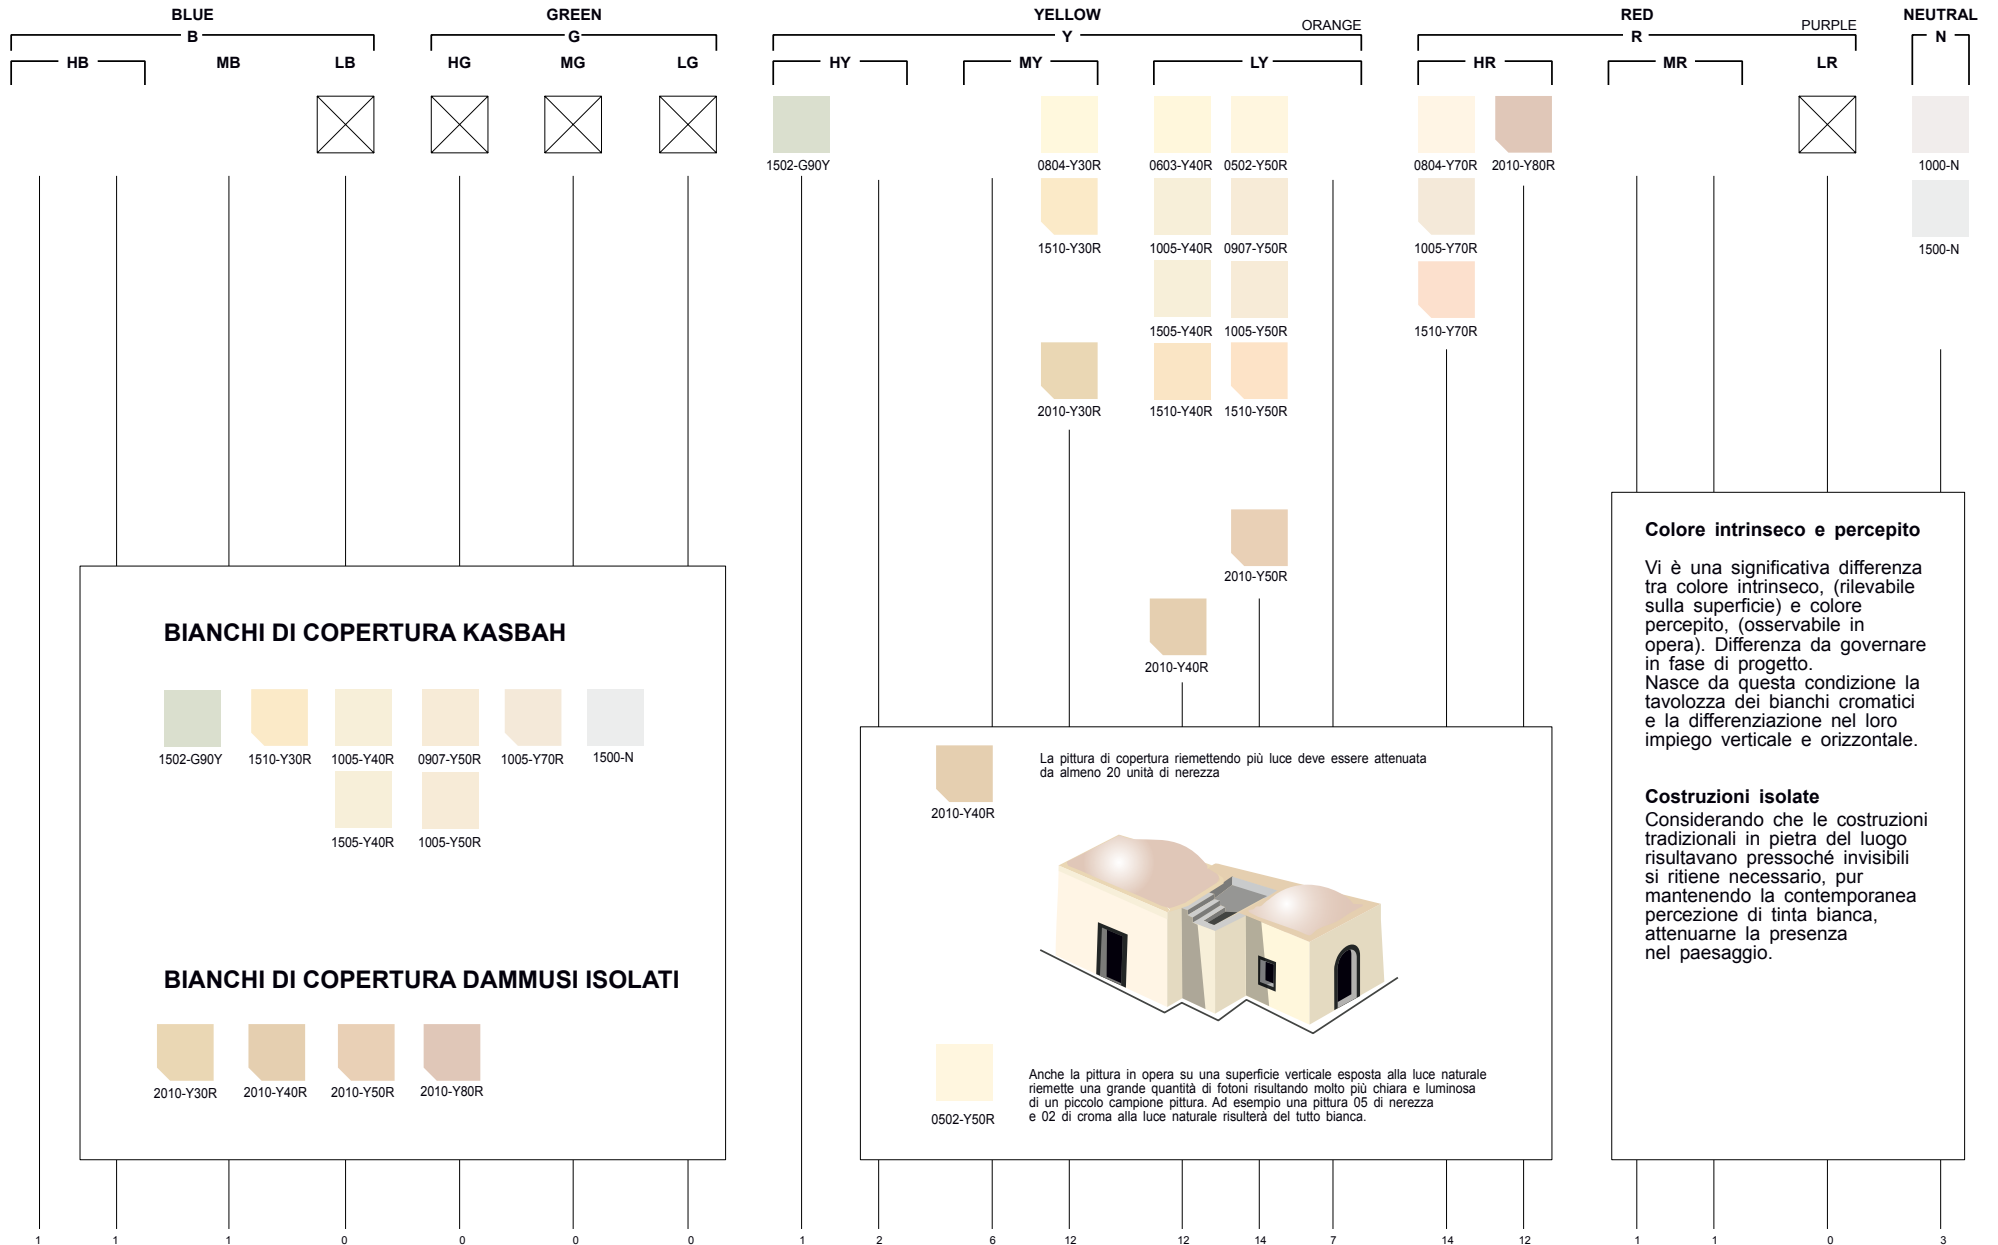 BLUE GREEN YELLOW ORANGE RED PURPLE NEUTRAL
B G Y R N
HB MB LB HG MG LG HY MY LY HR MR LR
1502-G90Y 0804-Y30R 0603-Y40R 0502-Y50R 0804-Y70R 2010-Y80R 1000-N
1510-Y30R 1005-Y40R 0907-Y50R 1005-Y70R 1500-N
1505-Y40R 1005-Y50R 1510-Y70R
2010-Y30R 1510-Y40R 1510-Y50R
2010-Y50R
2010-Y40R
BIANCHI DI COPERTURA KASBAH
1502-G90Y 1510-Y30R 1005-Y40R 0907-Y50R 1005-Y70R 1500-N
1505-Y40R 1005-Y50R
BIANCHI DI COPERTURA DAMMUSI ISOLATI
2010-Y30R 2010-Y40R 2010-Y50R 2010-Y80R
La pittura di copertura riemettendo più luce deve essere attenuata
da almeno 20 unità di nerezza
2010-Y40R
Anche la pittura in opera su una superficie verticale esposta alla luce naturale
riemette una grande quantità di fotoni risultando molto più chiara e luminosa
di un piccolo campione pittura. Ad esempio una pittura 05 di nerezza
e 02 di croma alla luce naturale risulterà del tutto bianca.
0502-Y50R
Colore intrinseco e percepito
Vi è una significativa differenza
tra colore intrinseco, (rilevabile
sulla superficie) e colore
percepito, (osservabile in
opera). Differenza da governare
in fase di progetto.
Nasce da questa condizione la
tavolozza dei bianchi cromatici
e la differenziazione nel loro
impiego verticale e orizzontale.
Costruzioni isolate
Considerando che le costruzioni
tradizionali in pietra del luogo
risultavano pressoché invisibili
si ritiene necessario, pur
mantenendo la contemporanea
percezione di tinta bianca,
attenuarne la presenza
nel paesaggio.
1 1 1 0 0 0 0 1 2 6 12 12 14 7 14 12 1 1 0 3